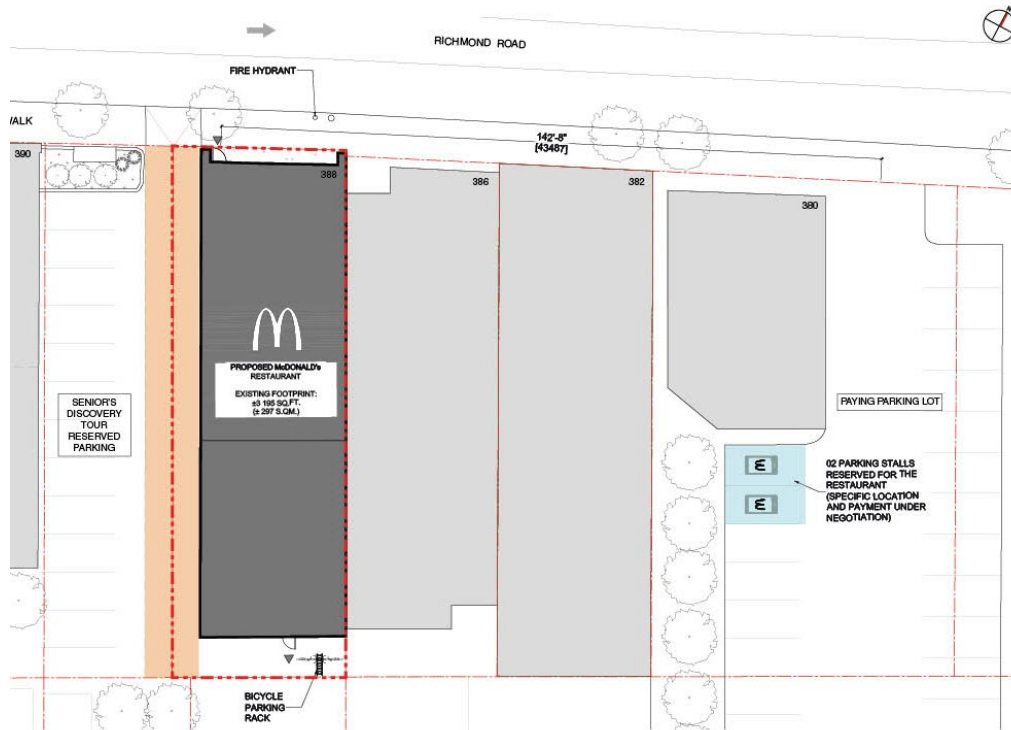 RICHMOND ROAD
FIRE HYDRANT
142'-8"
[43487]
390
388
386
382
380
PROPOSED McDONALD's
RESTAURANT
EXISTING FOOTPRINT:
±3 195 SQ.FT.
(± 297 S.QM.)
SENIOR'S
DISCOVERY
TOUR
RESERVED
PARKING
PAYING PARKING LOT
02 PARKING STALLS
RESERVED FOR THE
RESTAURANT
(SPECIFIC LOCATION
AND PAYMENT UNDER
NEGOTIATION)
BICYCLE
PARKING
RACK